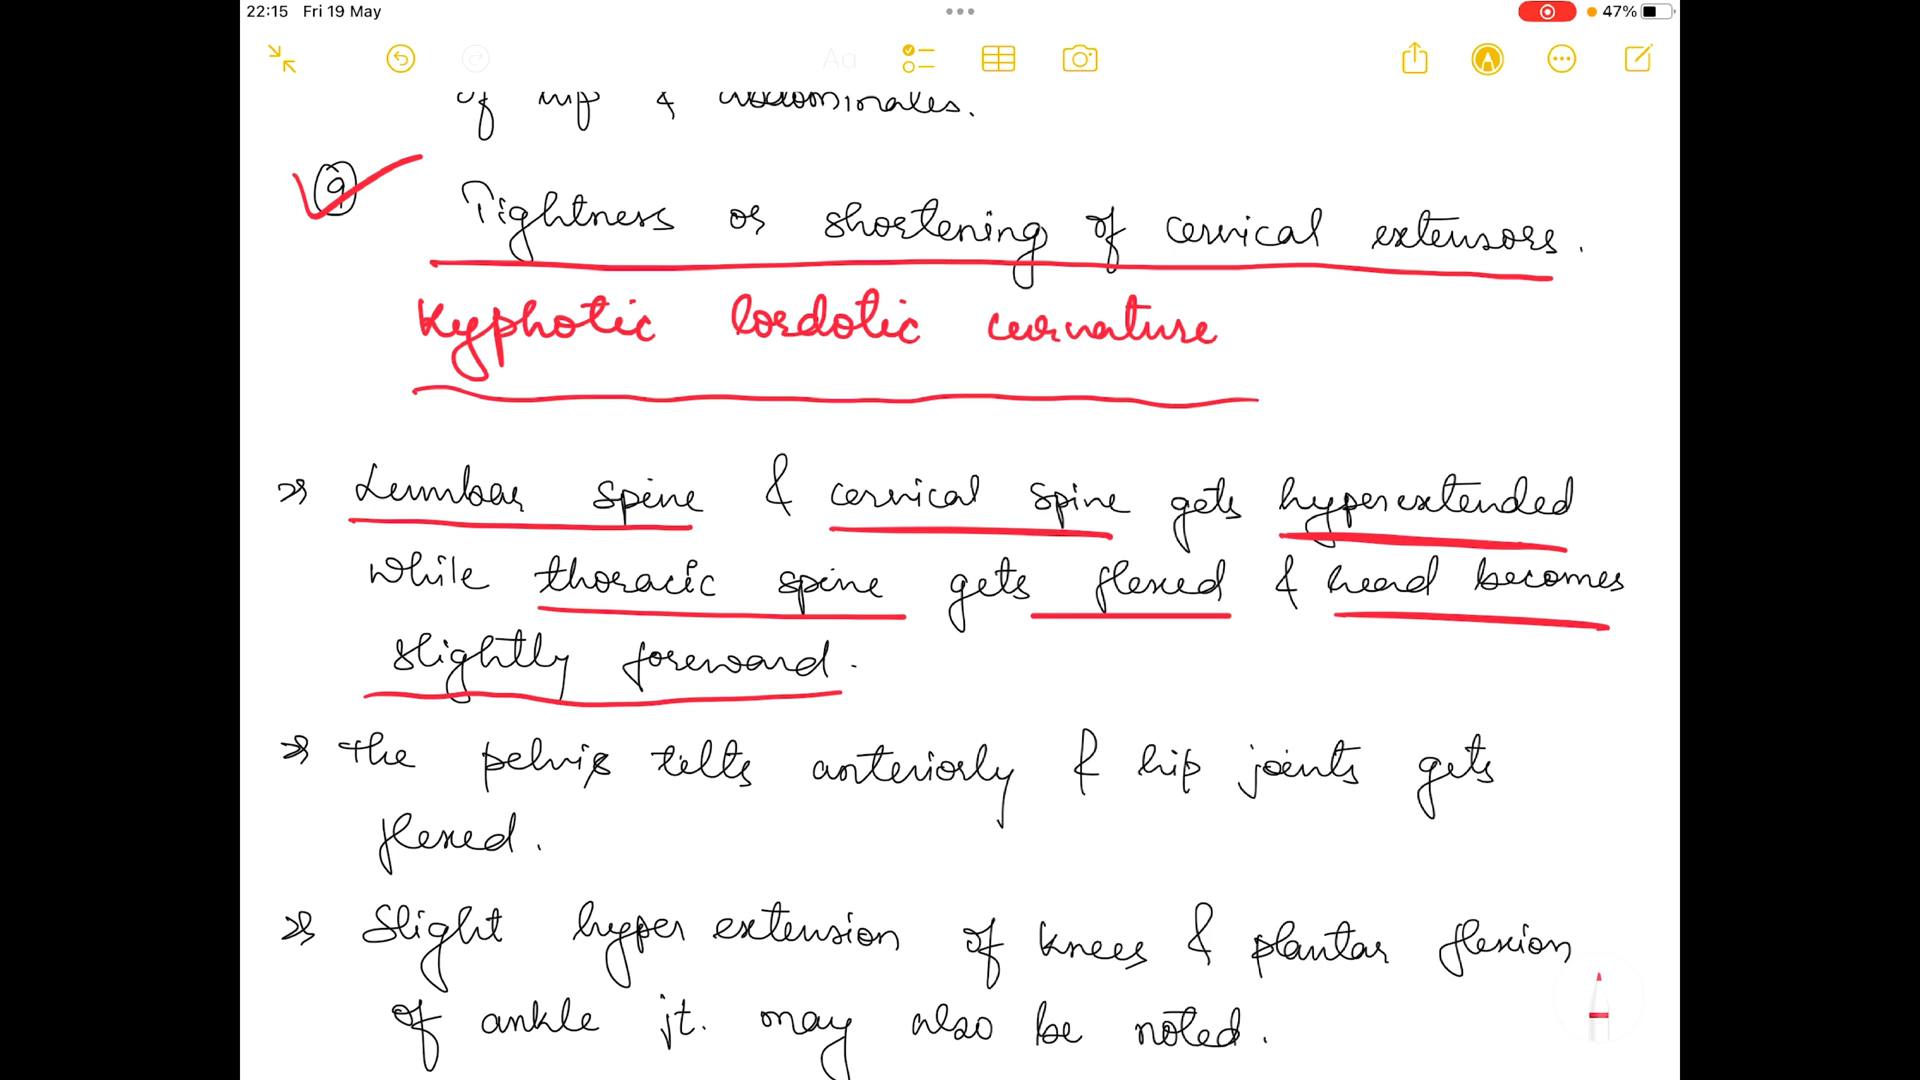 22:15 Fri 19 May
47%
Aa
of
9
Tightness or shortening of cervical extensors.
Kyphotic lordotic curvature
Lumbar spine & cervical spine gets hyperextended
while thoracic spine gets flexed & head becomes
slightly foreward.
The pelvis tilts anteriorly & hip joints gets
flexed.
Slight hyper extension of knees & plantar flexion
of ankle jt. may also be noted.